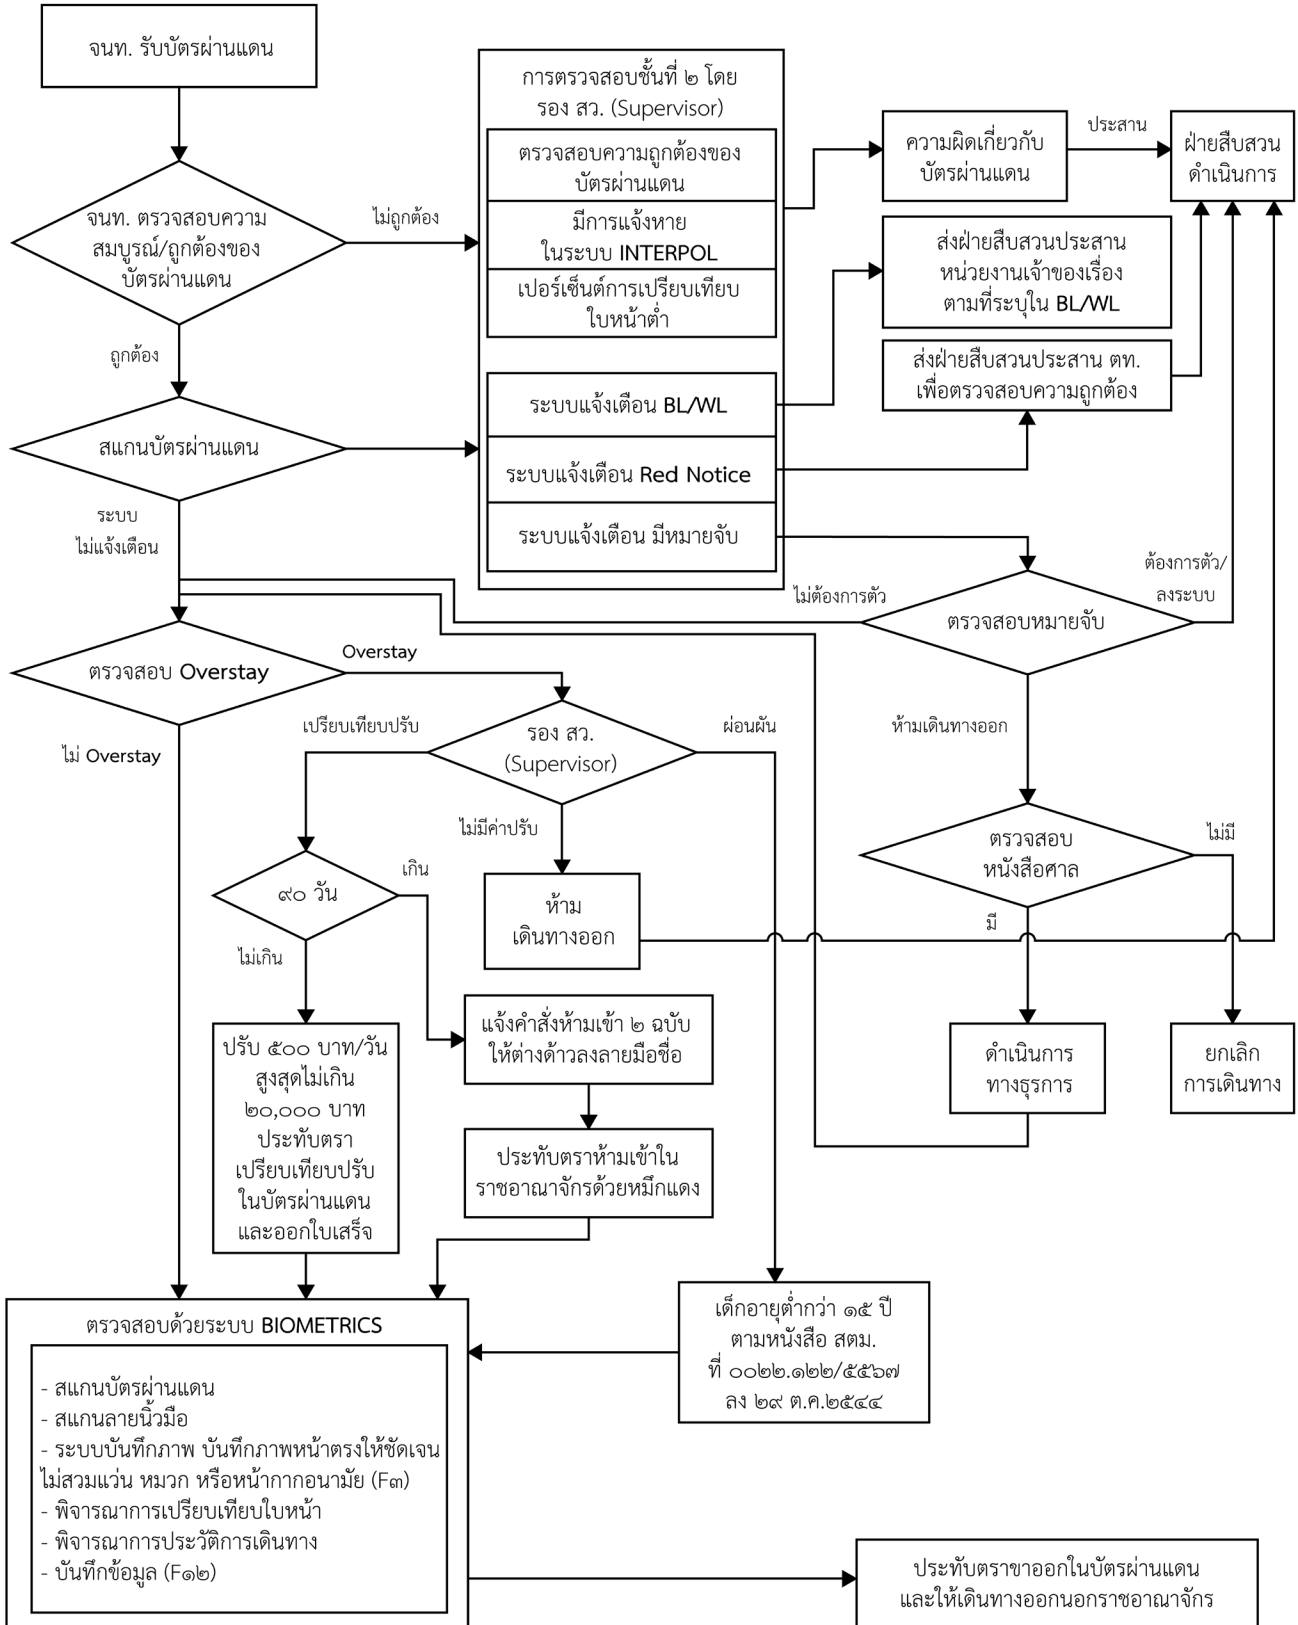 จนท. รับบัตรผ่านแดน
จนท. ตรวจสอบความ
สมบูรณ์/ถูกต้องของ
บัตรผ่านแดน
ไม่ถูกต้อง
ถูกต้อง
สแกนบัตรผ่านแดน
ระบบ
ไม่แจ้งเตือน
การตรวจสอบชั้นที่ ๒ โดย
รอง สว. (Supervisor)
ตรวจสอบความถูกต้องของ
บัตรผ่านแดน
มีการแจ้งหาย
ในระบบ INTERPOL
เปอร์เซ็นต์การเปรียบเทียบ
ใบหน้าต่ำ
ระบบแจ้งเตือน BL/WL
ระบบแจ้งเตือน Red Notice
ระบบแจ้งเตือน มีหมายจับ
ความผิดเกี่ยวกับ
บัตรผ่านแดน
ประสาน
ฝ่ายสืบสวน
ดำเนินการ
ส่งฝ่ายสืบสวนประสาน
หน่วยงานเจ้าของเรื่อง
ตามที่ระบุใน BL/WL
ส่งฝ่ายสืบสวนประสาน ตท.
เพื่อตรวจสอบความถูกต้อง
ไม่ต้องการตัว
ตรวจสอบหมายจับ
ต้องการตัว/
ลงระบบ
ห้ามเดินทางออก
ตรวจสอบ
หนังสือศาล
ไม่มี
มี
ดำเนินการ
ทางธุรการ
ยกเลิก
การเดินทาง
ตรวจสอบ Overstay
Overstay
ไม่ Overstay
รอง สว.
(Supervisor)
เปรียบเทียบปรับ
ผ่อนผัน
ไม่มีค่าปรับ
ห้าม
เดินทางออก
๙๐ วัน
เกิน
ไม่เกิน
ปรับ ๕๐๐ บาท/วัน
สูงสุดไม่เกิน
๒๐,๐๐๐ บาท
ประทับตรา
เปรียบเทียบปรับ
ในบัตรผ่านแดน
และออกใบเสร็จ
แจ้งคำสั่งห้ามเข้า ๒ ฉบับ
ให้ต่างด้าวลงลายมือชื่อ
ประทับตราห้ามเข้าใน
ราชอาณาจักรด้วยหมึกแดง
เด็กอายุต่ำกว่า ๑๕ ปี
ตามหนังสือ สตม.
ที่ ๐๐๒๒.๑๒๒/๕๕๖๗
ลง ๒๙ ต.ค.๒๕๔๔
ตรวจสอบด้วยระบบ BIOMETRICS
- สแกนบัตรผ่านแดน
- สแกนลายนิ้วมือ
- ระบบบันทึกภาพ บันทึกภาพหน้าตรงให้ชัดเจน
ไม่สวมแว่น หมวก หรือหน้ากากอนามัย (F๓)
- พิจารณาการเปรียบเทียบใบหน้า
- พิจารณาการประวัติการเดินทาง
- บันทึกข้อมูล (F๑๒)
ประทับตราขาออกในบัตรผ่านแดน
และให้เดินทางออกนอกราชอาณาจักร